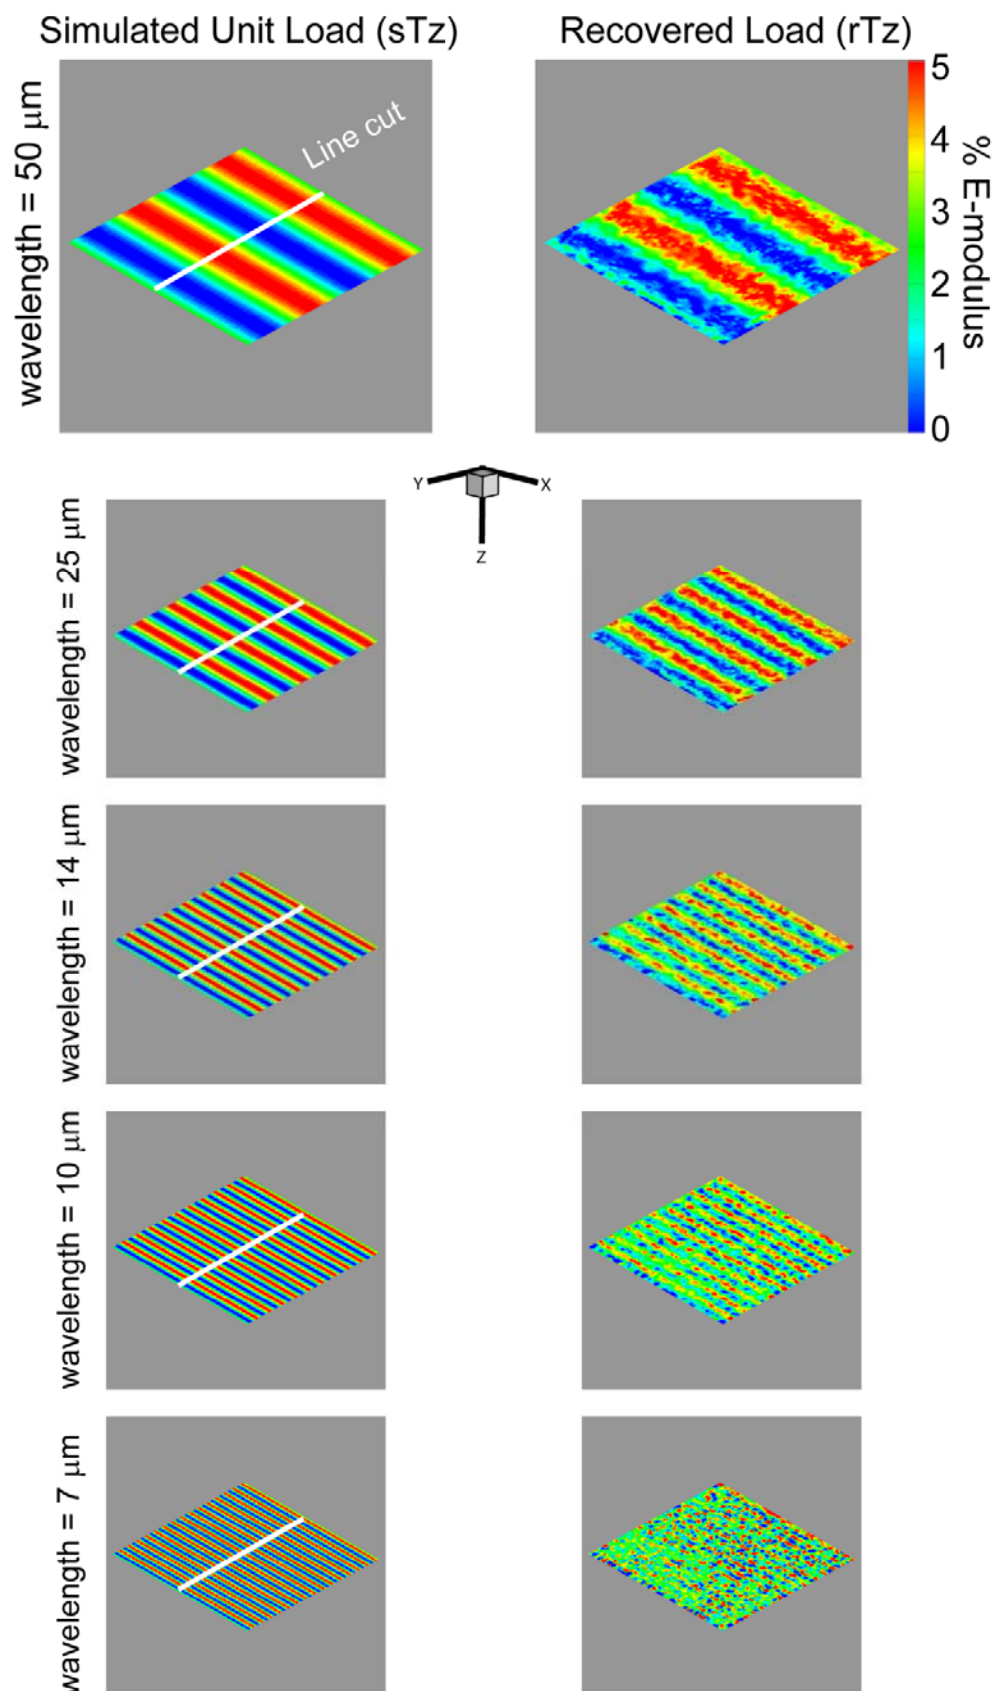 Simulated Unit Load (sTz)
Recovered Load (rTz)
wavelength = 50 μm
Line cut
5
4
3
2
1
0
% E-modulus
Y
X
Z
wavelength = 25 μm
wavelength = 14 μm
wavelength = 10 μm
wavelength = 7 μm